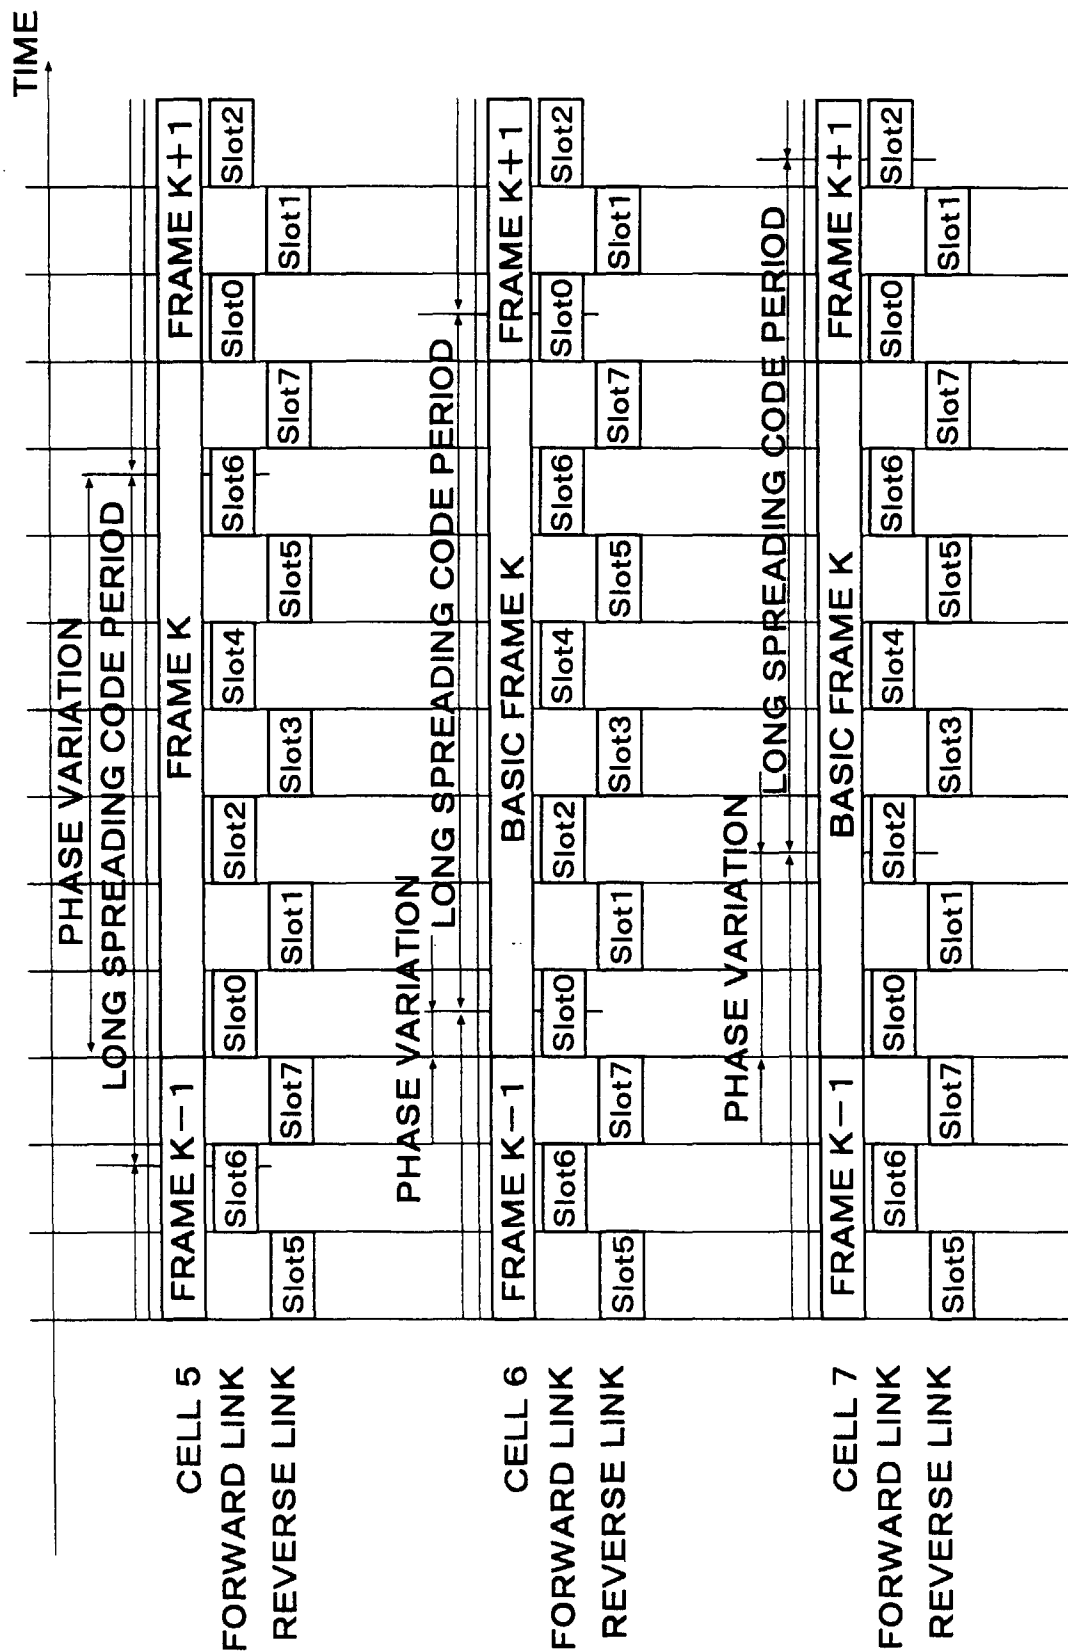 TIME
PHASE VARIATION
LONG SPREADING CODE PERIOD
CELL 5
FRAME K−1
FRAME K
FRAME K+1
FORWARD LINK
Slot6
Slot0
Slot2
Slot4
Slot6
Slot0
Slot2
REVERSE LINK
Slot5
Slot7
Slot1
Slot3
Slot5
Slot7
Slot1
PHASE VARIATION
LONG SPREADING CODE PERIOD
CELL 6
FRAME K−1
BASIC FRAME K
FRAME K+1
FORWARD LINK
Slot6
Slot0
Slot2
Slot4
Slot6
Slot0
Slot2
REVERSE LINK
Slot5
Slot7
Slot1
Slot3
Slot5
Slot7
Slot1
PHASE VARIATION
LONG SPREADING CODE PERIOD
CELL 7
FRAME K−1
BASIC FRAME K
FRAME K+1
FORWARD LINK
Slot6
Slot0
Slot2
Slot4
Slot6
Slot0
Slot2
REVERSE LINK
Slot5
Slot7
Slot1
Slot3
Slot5
Slot7
Slot1